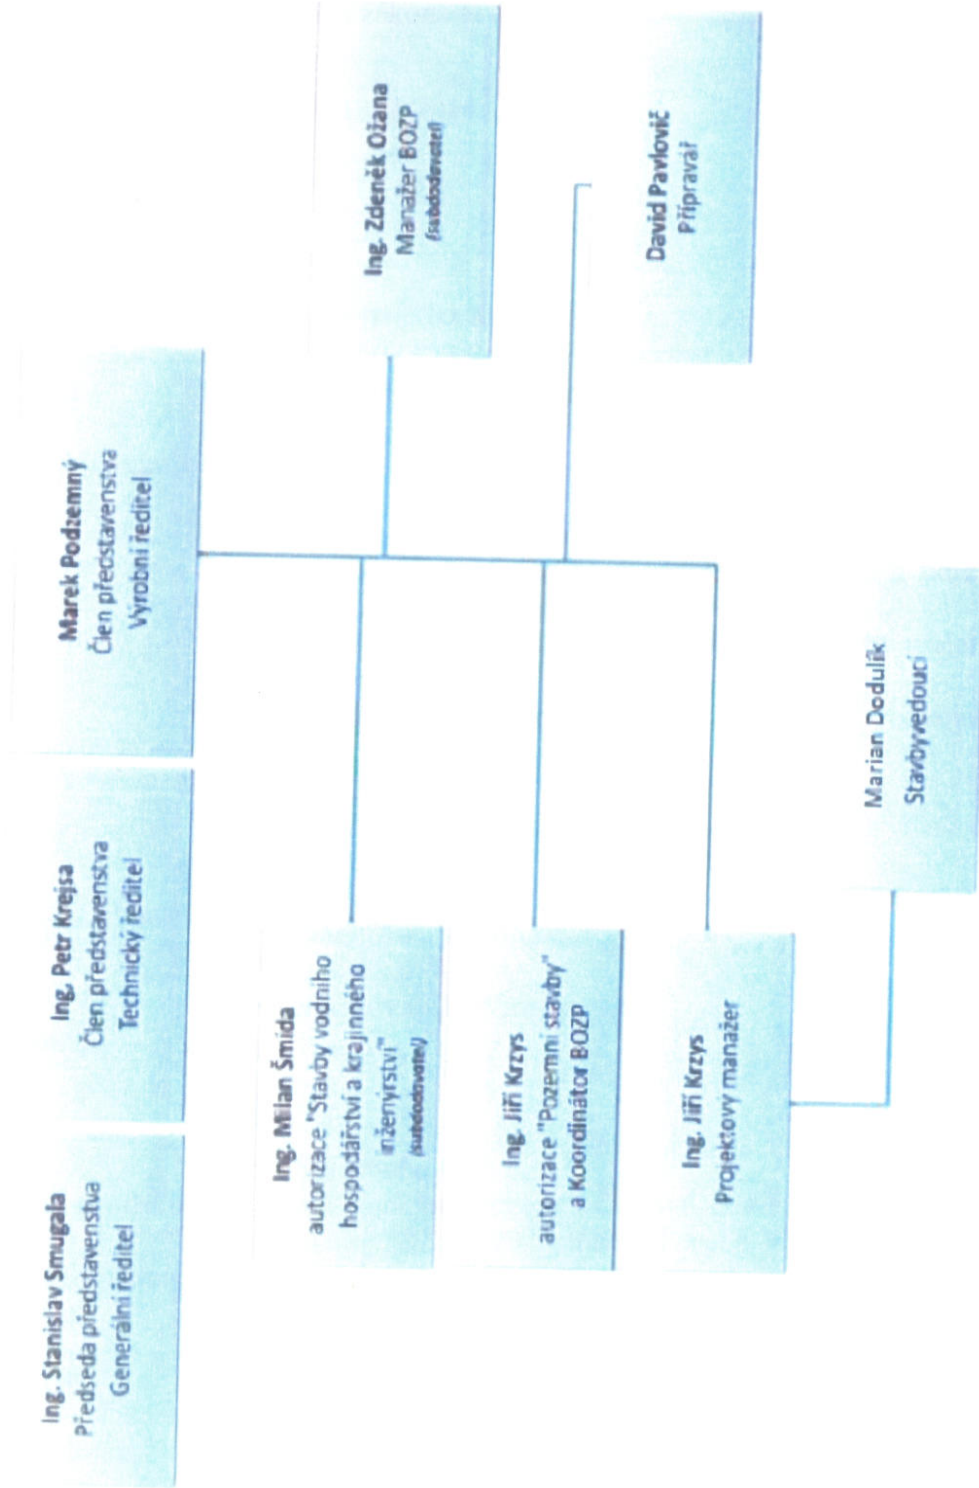 Ing. Stanislav Smugala
Předseda představenstva
Generální ředitel
Ing. Petr Krejsa
Člen představenstva
Technický ředitel
Marek Podzemný
Člen představenstva
Výrobní ředitel
Ing. Milan Šmída
autorizace "Stavby vodního
hospodářství a krajinného
inženýrství"
(subdodavatel)
Ing. Zdeněk Ožana
Manažer BOZP
(subdodavatel)
Ing. Jiří Krzys
autorizace "Pozemní stavby"
a Koordinátor BOZP
Ing. Jiří Krzys
Projektový manažer
David Pavlovič
Přípravář
Marian Dodulík
Stavbyvedoucí